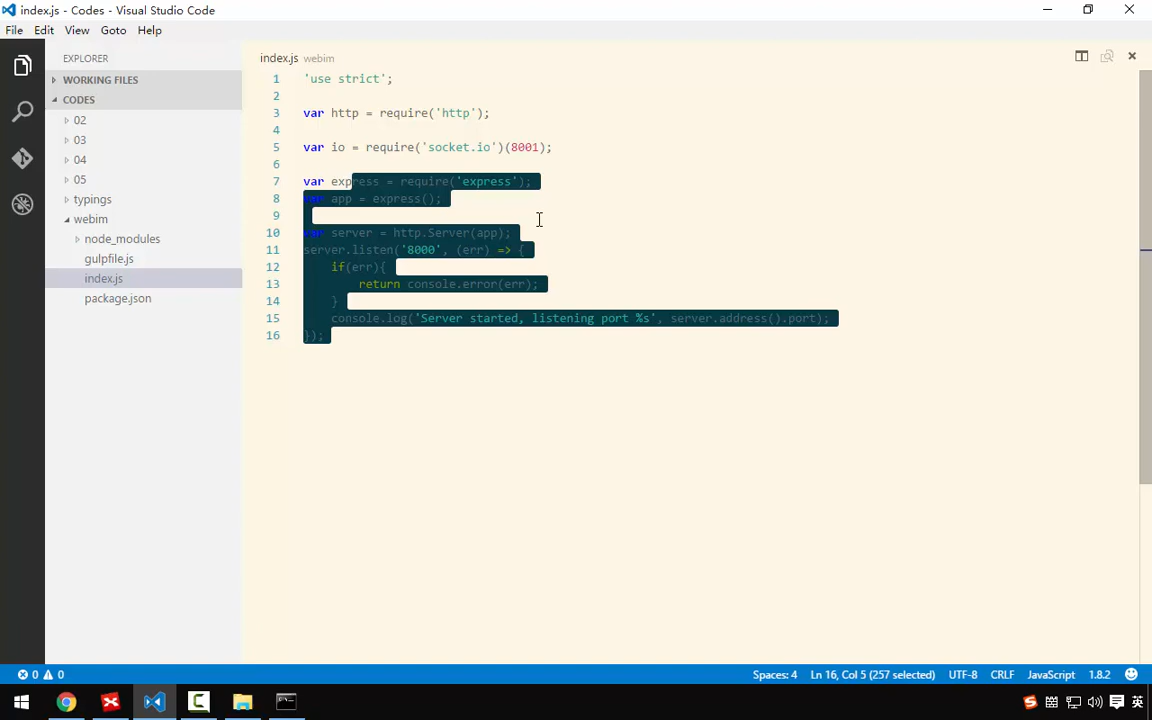 index.js - Codes - Visual Studio Code
File Edit View Goto Help
EXPLORER
WORKING FILES
CODES
02
03
04
05
typings
webim
node_modules
gulpfile.js
index.js
package.json
index.js webim
1 'use strict';
2
3 var http = require('http');
4
5 var io = require('socket.io')(8001);
6
7 var express = require('express');
8 var app = express();
9
10 var server = http.Server(app);
11 server.listen('8000', (err) => {
12 if(err){
13 return console.error(err);
14 }
15 console.log('Server started, listening port %s', server.address().port);
16 });
0 0
Spaces: 4 Ln 16, Col 5 (257 selected) UTF-8 CRLF JavaScript 1.8.2
英